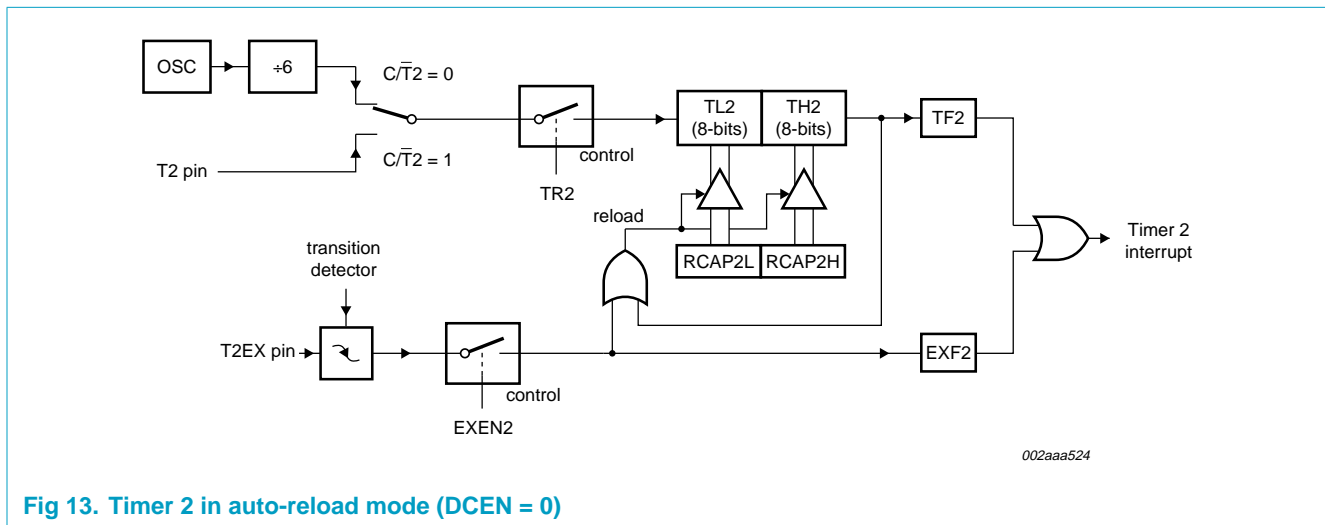 OSC
÷6
C/T̅2 = 0
C/T̅2 = 1
T2 pin
control
TR2
TL2
(8-bits)
TH2
(8-bits)
TF2
reload
RCAP2L
RCAP2H
Timer 2
interrupt
transition
detector
T2EX pin
control
EXEN2
EXF2
002aaa524
Fig 13. Timer 2 in auto-reload mode (DCEN = 0)